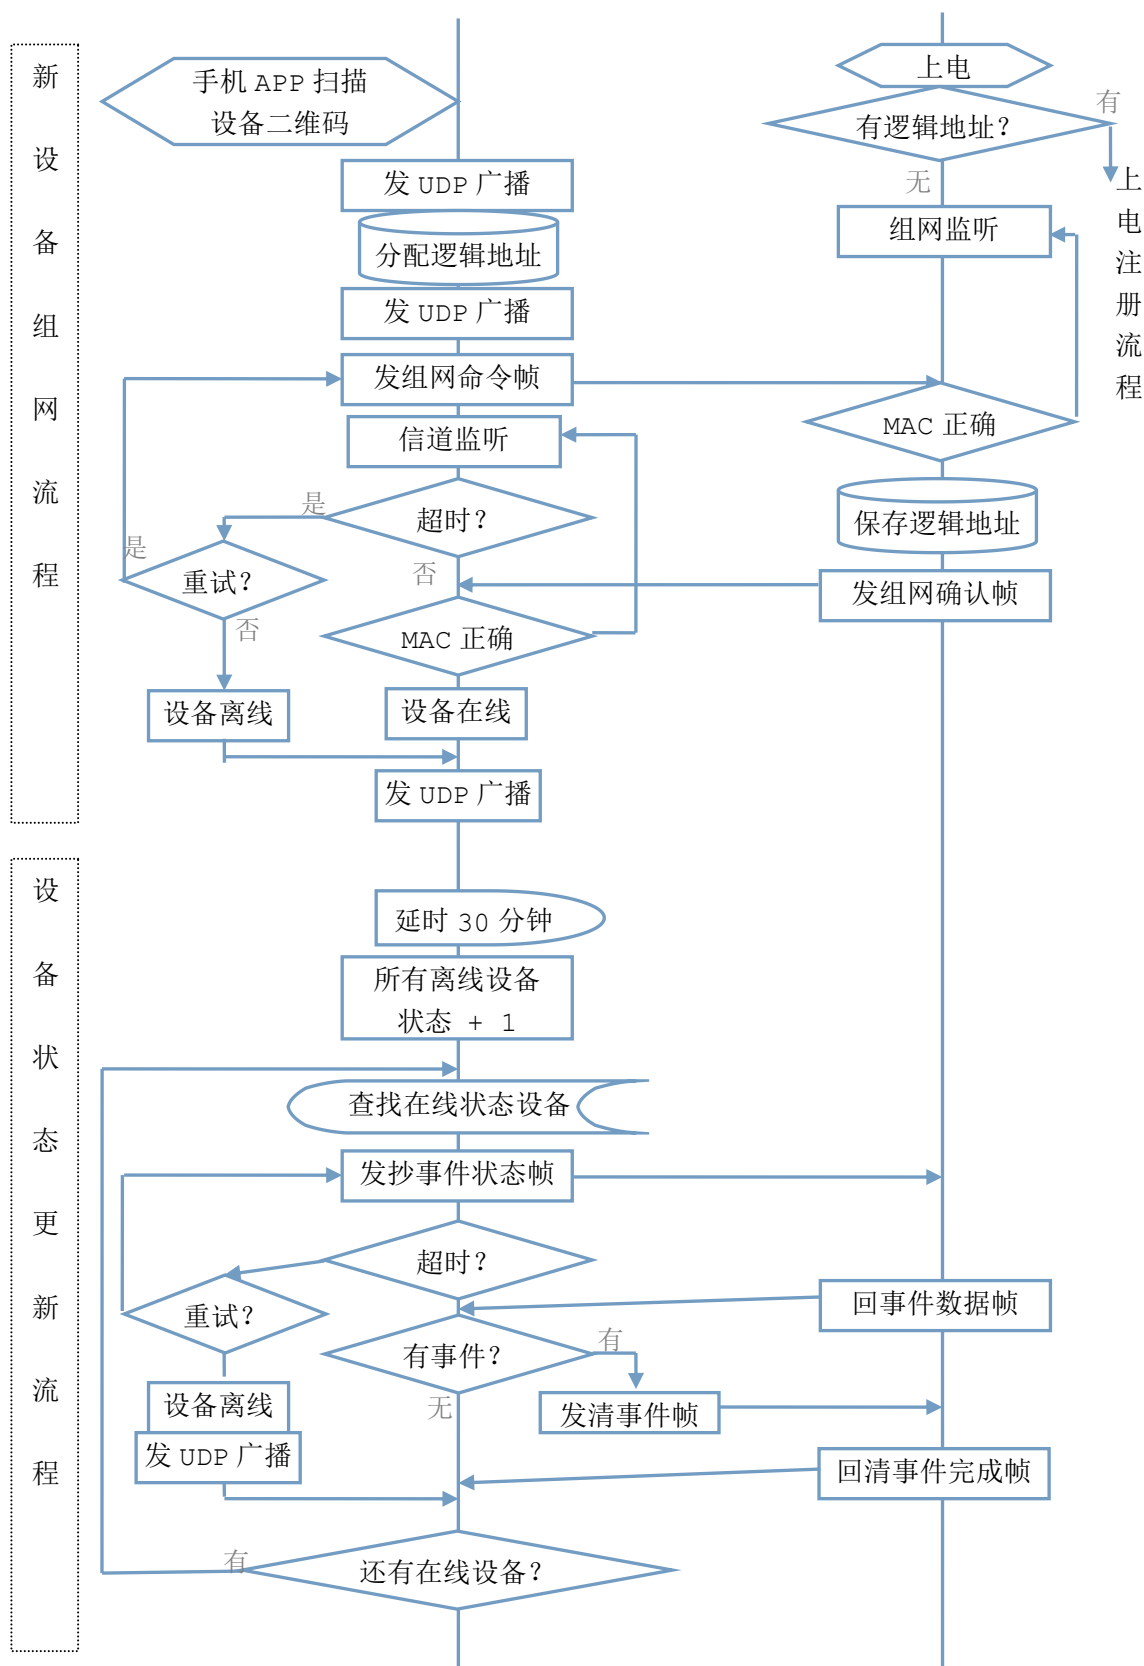 新设备组网流程
手机 APP 扫描
设备二维码
上电
有逻辑地址？
有
上电注册流程
无
发 UDP 广播
组网监听
分配逻辑地址
发 UDP 广播
发组网命令帧
MAC 正确
信道监听
是
超时？
保存逻辑地址
是
重试？
否
发组网确认帧
否
MAC 正确
设备离线
设备在线
发 UDP 广播
设备状态更新流程
延时 30 分钟
所有离线设备
状态 + 1
查找在线状态设备
发抄事件状态帧
超时？
重试？
回事件数据帧
有事件？
有
设备离线
无
发清事件帧
发 UDP 广播
回清事件完成帧
有
还有在线设备？